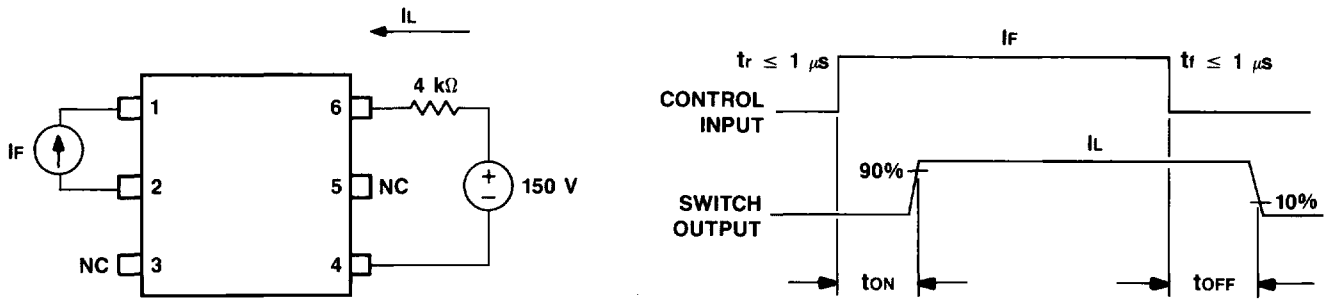 IL
4 kΩ
1
6
IF
2
5
NC
150 V
+
−
NC
3
4
IF
tr ≤ 1 μs
tf ≤ 1 μs
CONTROL
INPUT
IL
90%
SWITCH
OUTPUT
10%
tON
tOFF